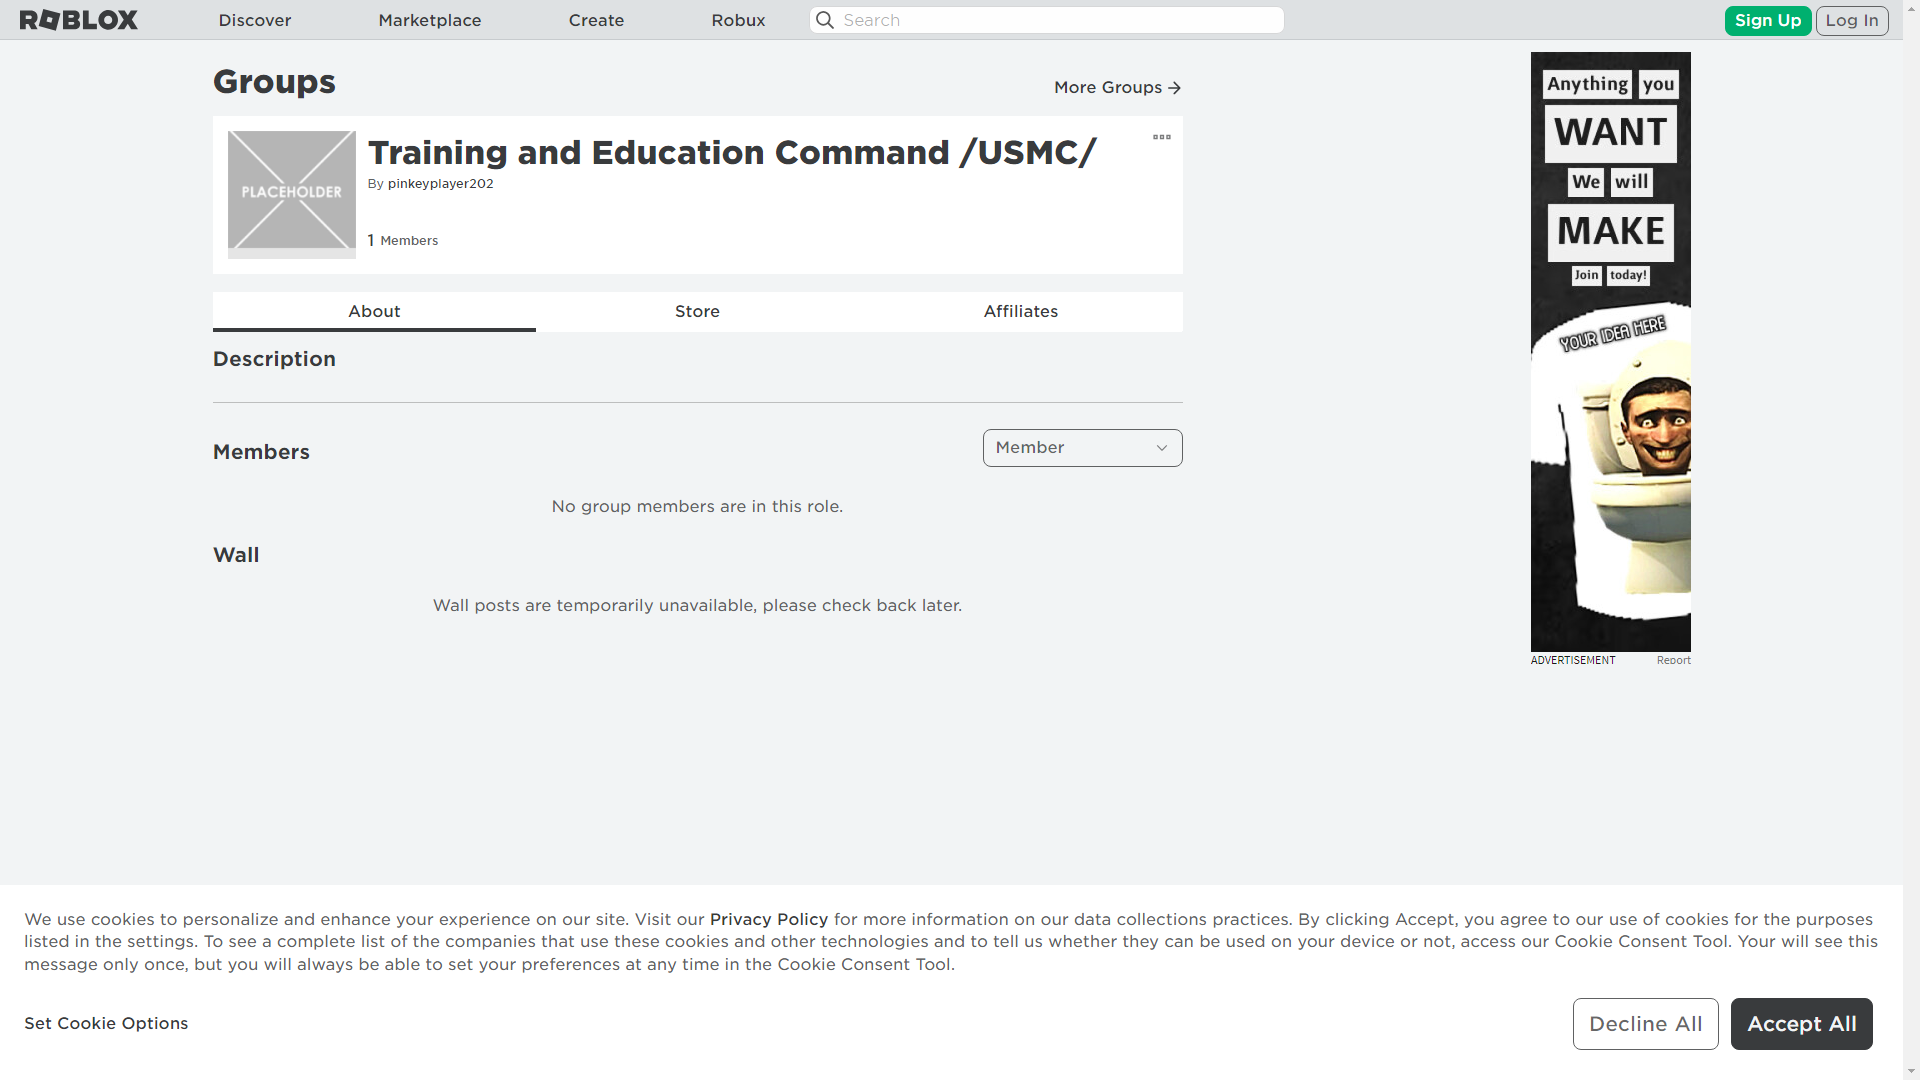 ROBLOX
Discover
Marketplace
Create
Robux
Search
Sign Up
Log In
Groups
More Groups
PLACEHOLDER
Training and Education Command /USMC/
By pinkeyplayer202
1 Members
About
Store
Affiliates
Description
Members
Member
No group members are in this role.
Wall
Wall posts are temporarily unavailable, please check back later.
Anything you
WANT
We will
MAKE
Join today!
YOUR IDEA HERE
ADVERTISEMENT
Report
We use cookies to personalize and enhance your experience on our site. Visit our Privacy Policy for more information on our data collections practices. By clicking Accept, you agree to our use of cookies for the purposes
listed in the settings. To see a complete list of the companies that use these cookies and other technologies and to tell us whether they can be used on your device or not, access our Cookie Consent Tool. Your will see this
message only once, but you will always be able to set your preferences at any time in the Cookie Consent Tool.
Set Cookie Options
Decline All
Accept All